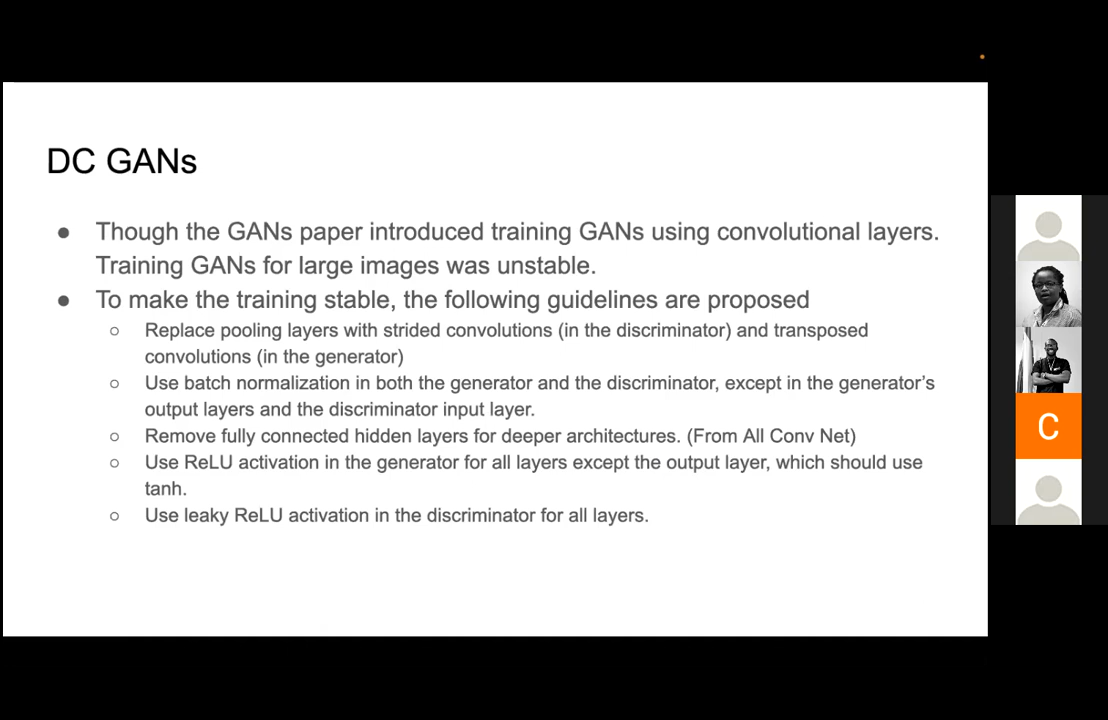 DC GANs
● Though the GANs paper introduced training GANs using convolutional layers.
Training GANs for large images was unstable.
● To make the training stable, the following guidelines are proposed
○ Replace pooling layers with strided convolutions (in the discriminator) and transposed
convolutions (in the generator)
○ Use batch normalization in both the generator and the discriminator, except in the generator’s
output layers and the discriminator input layer.
○ Remove fully connected hidden layers for deeper architectures. (From All Conv Net)
○ Use ReLU activation in the generator for all layers except the output layer, which should use
tanh.
○ Use leaky ReLU activation in the discriminator for all layers.
C